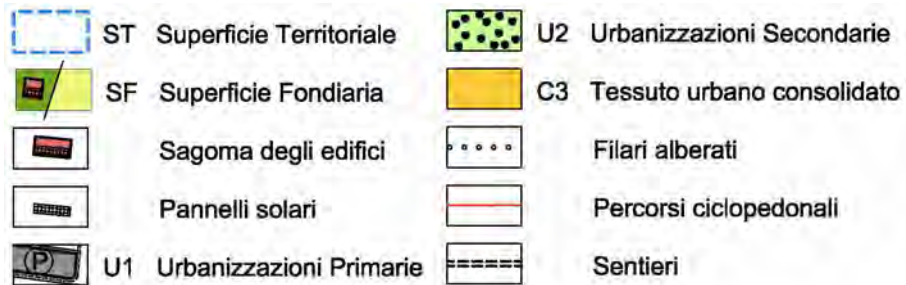 ST Superficie Territoriale
SF Superficie Fondiaria
Sagoma degli edifici
Pannelli solari
P U1 Urbanizzazioni Primarie
U2 Urbanizzazioni Secondarie
C3 Tessuto urbano consolidato
Filari alberati
Percorsi ciclopedonali
Sentieri